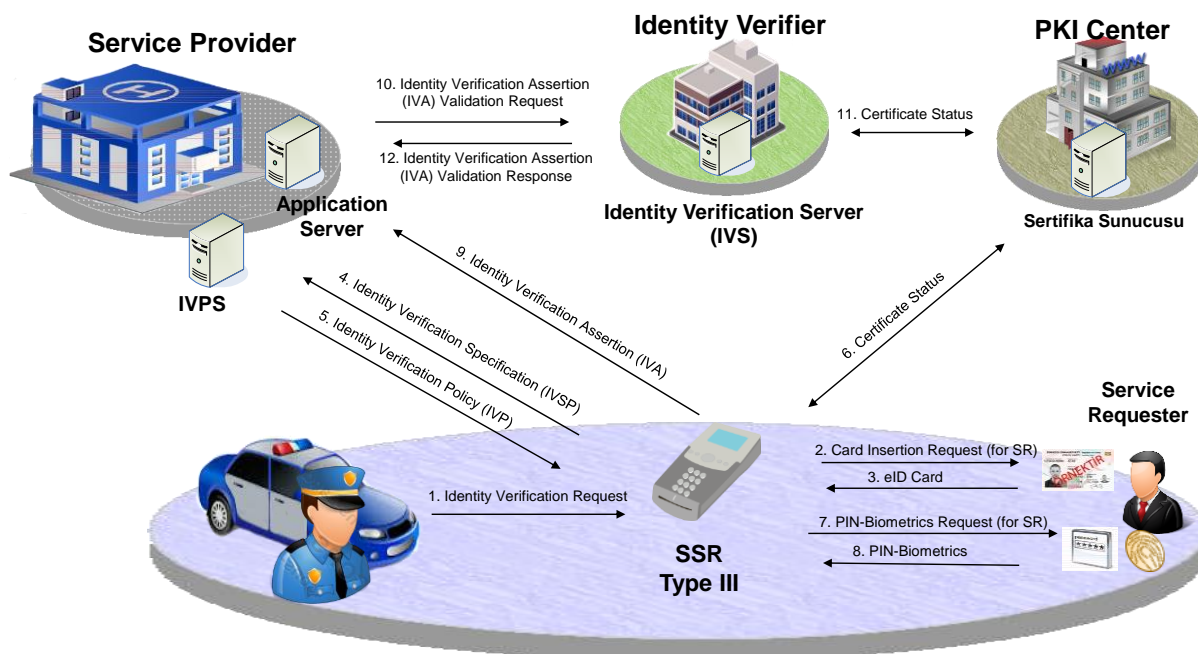 Service Provider
Identity Verifier
PKI Center
WWW
H
10. Identity Verification Assertion
(IVA) Validation Request
12. Identity Verification Assertion
(IVA) Validation Response
11. Certificate Status
Application
Server
Identity Verification Server
(IVS)
Sertifika Sunucusu
IVPS
9. Identity Verification Assertion (IVA)
4. Identity Verification Specification (IVSP)
5. Identity Verification Policy (IVP)
6. Certificate Status
Service
Requester
1. Identity Verification Request
2. Card Insertion Request (for SR)
3. eID Card
ÖRNEKTİR
7. PIN-Biometrics Request (for SR)
8. PIN-Biometrics
password
*****
SSR
Type III